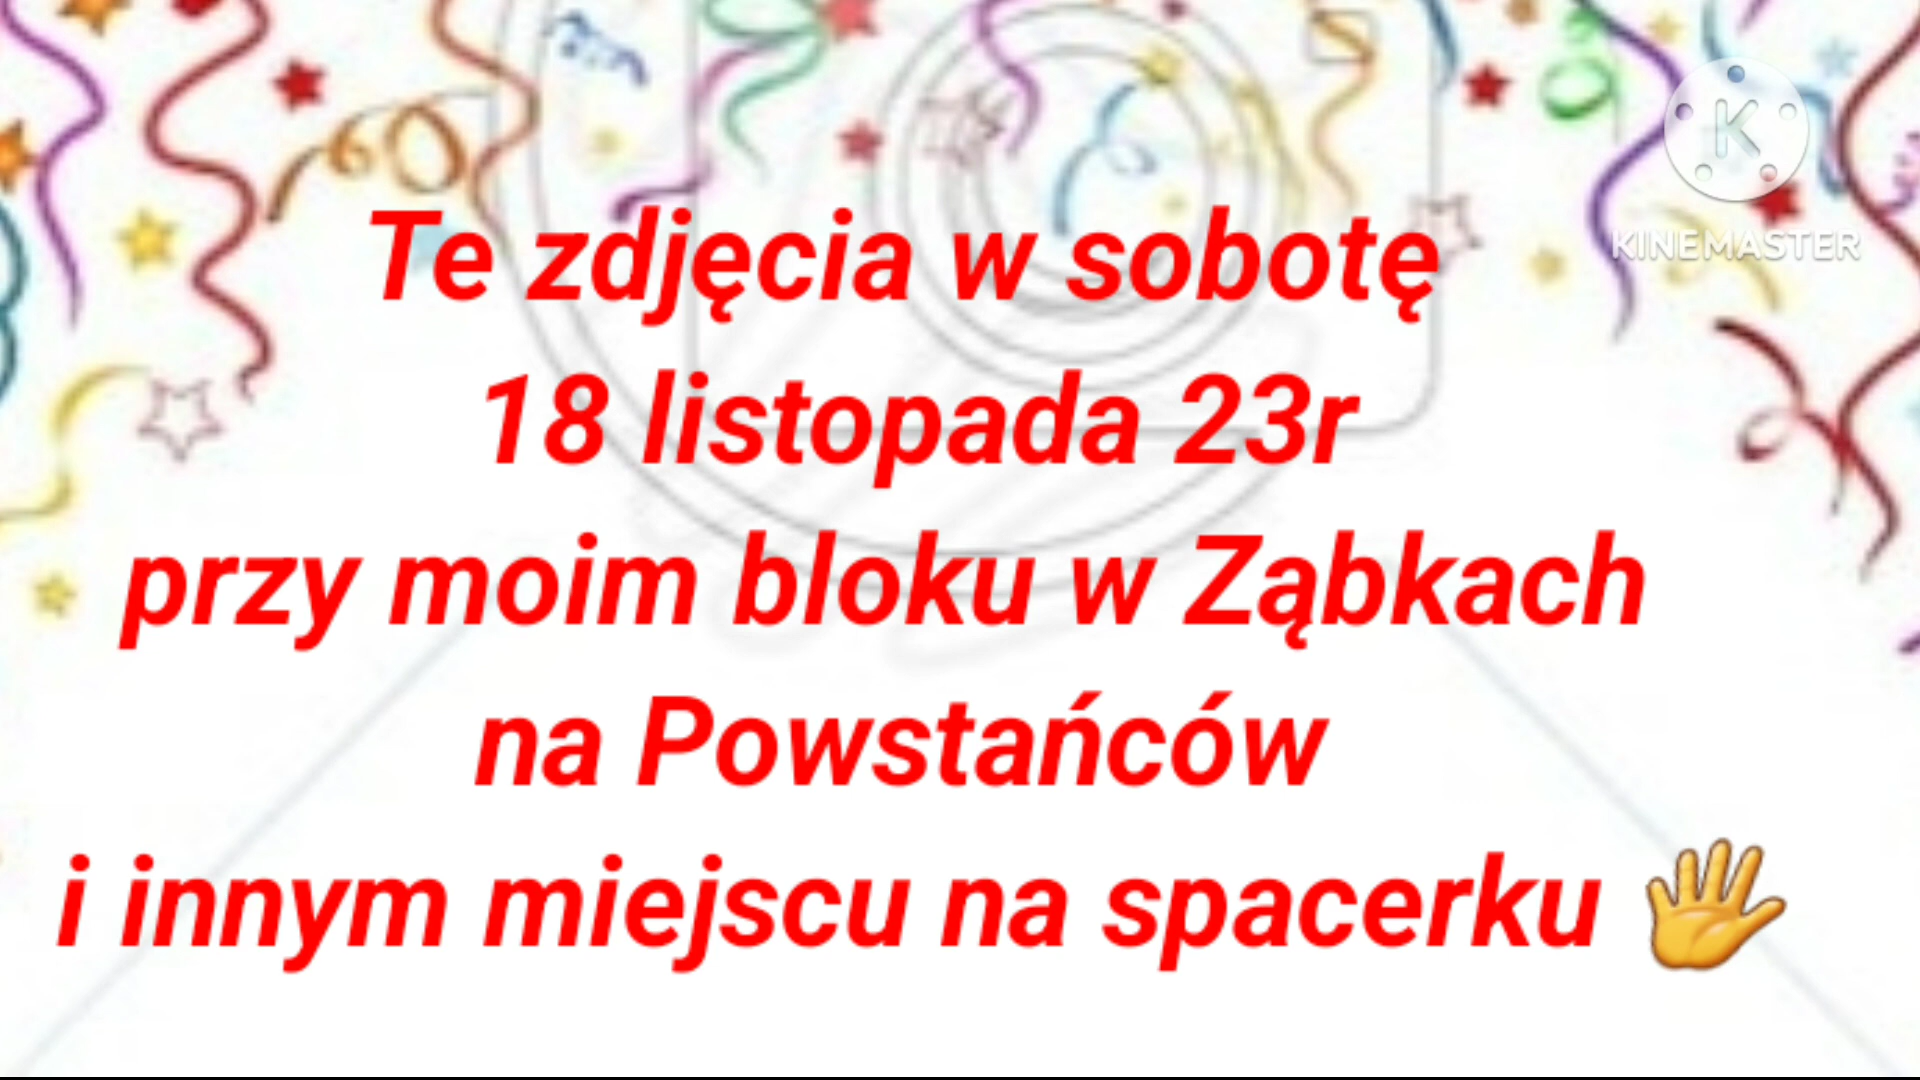 K
KINEMASTER
Te zdjęcia w sobotę
18 listopada 23r
przy moim bloku w Ząbkach
na Powstańców
i innym miejscu na spacerku 🖐